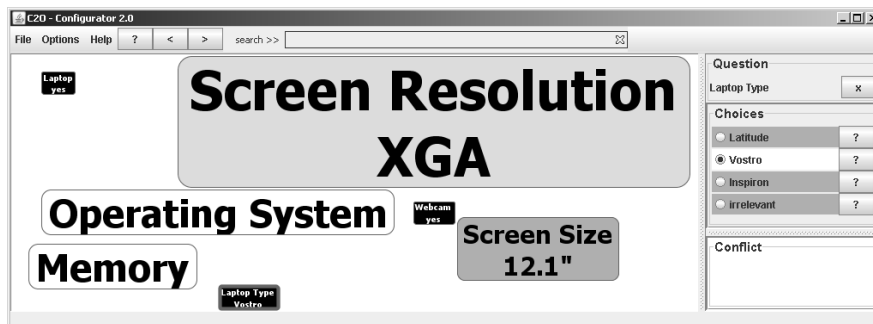 C2O - Configurator 2.0
File Options Help ? < > search >>
Laptop
yes
Screen Resolution
XGA
Operating System
Webcam
yes
Screen Size
12.1"
Memory
Laptop Type
Vostro
Question
Laptop Type x
Choices
Latitude ?
Vostro ?
Inspiron ?
irrelevant ?
Conflict